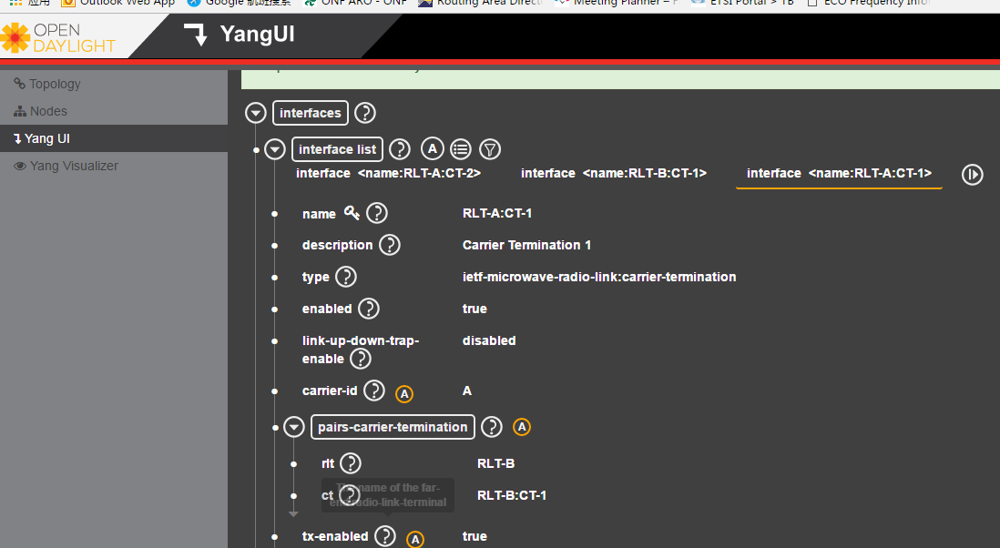 应用 Outlook Web App Google 航班搜索 ONF ARO - ONF Routing Area Direct Meeting Planner – F ETSI Portal > TB ECO Frequency Info
OPEN
DAYLIGHT
YangUI
Topology
Nodes
Yang UI
Yang Visualizer
interfaces ?
interface list ? A
interface <name:RLT-A:CT-2> interface <name:RLT-B:CT-1> interface <name:RLT-A:CT-1>
name ? RLT-A:CT-1
description ? Carrier Termination 1
type ? ietf-microwave-radio-link:carrier-termination
enabled ? true
link-up-down-trap- disabled
enable ?
carrier-id ? A A
pairs-carrier-termination ? A
rlt ? RLT-B
The name of the far-
ct ? RLT-B:CT-1
end radio-link-terminal
tx-enabled ? A true